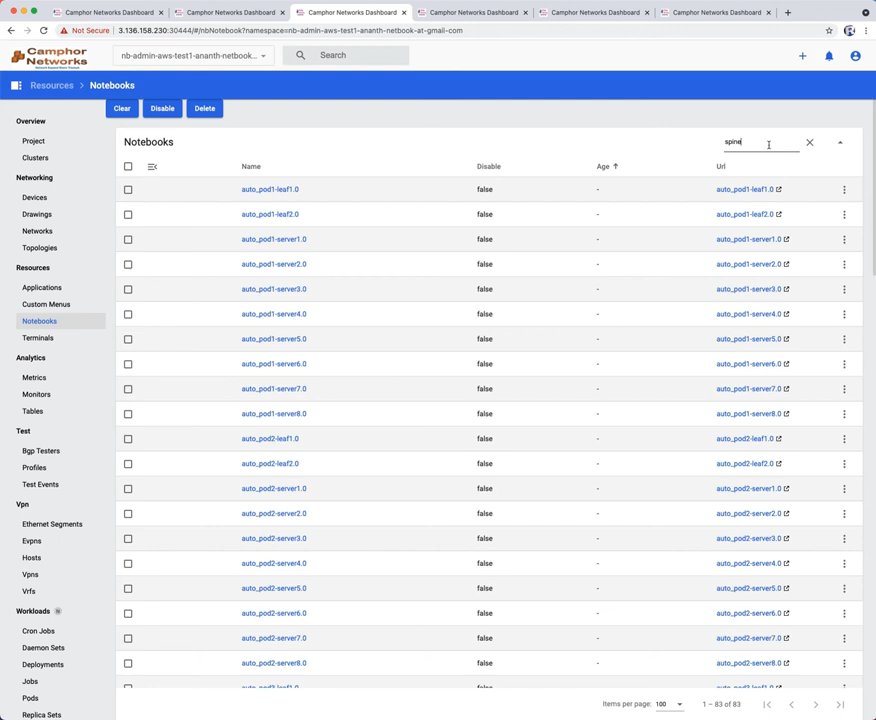 Camphor Networks Dashboard
Camphor Networks Dashboard
Camphor Networks Dashboard
Camphor Networks Dashboard
Camphor Networks Dashboard
Camphor Networks Dashboard
Not Secure
3.136.158.230:30444/#/nbNotebook?namespace=nb-admin-aws-test1-ananth-netbook-at-gmail-com
Camphor Networks
nb-admin-aws-test1-ananth-netbook...
Search
Resources > Notebooks
Clear
Disable
Delete
Overview
Project
Clusters
Networking
Devices
Drawings
Networks
Topologies
Resources
Applications
Custom Menus
Notebooks
Terminals
Analytics
Metrics
Monitors
Tables
Test
Bgp Testers
Profiles
Test Events
Vpn
Ethernet Segments
Evpns
Hosts
Vpns
Vrfs
Workloads N
Cron Jobs
Daemon Sets
Deployments
Jobs
Pods
Replica Sets
Notebooks
spine
Name Disable Age Url
auto_pod1-leaf1.0 false - auto_pod1-leaf1.0
auto_pod1-leaf2.0 false - auto_pod1-leaf2.0
auto_pod1-server1.0 false - auto_pod1-server1.0
auto_pod1-server2.0 false - auto_pod1-server2.0
auto_pod1-server3.0 false - auto_pod1-server3.0
auto_pod1-server4.0 false - auto_pod1-server4.0
auto_pod1-server5.0 false - auto_pod1-server5.0
auto_pod1-server6.0 false - auto_pod1-server6.0
auto_pod1-server7.0 false - auto_pod1-server7.0
auto_pod1-server8.0 false - auto_pod1-server8.0
auto_pod2-leaf1.0 false - auto_pod2-leaf1.0
auto_pod2-leaf2.0 false - auto_pod2-leaf2.0
auto_pod2-server1.0 false - auto_pod2-server1.0
auto_pod2-server2.0 false - auto_pod2-server2.0
auto_pod2-server3.0 false - auto_pod2-server3.0
auto_pod2-server4.0 false - auto_pod2-server4.0
auto_pod2-server5.0 false - auto_pod2-server5.0
auto_pod2-server6.0 false - auto_pod2-server6.0
auto_pod2-server7.0 false - auto_pod2-server7.0
auto_pod2-server8.0 false - auto_pod2-server8.0
auto_pod3-leaf1.0 false - auto_pod3-leaf1.0
Items per page: 100 1 – 83 of 83